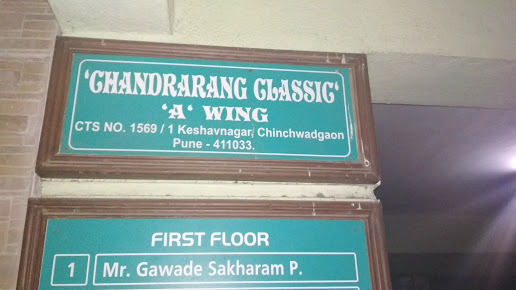 ‘CHANDRARANG CLASSIC‘
‘A‘ WING
CTS NO. 1569 / 1 Keshavnagar, Chinchwadgaon
Pune - 411033.
FIRST FLOOR
1 Mr. Gawade Sakharam P.